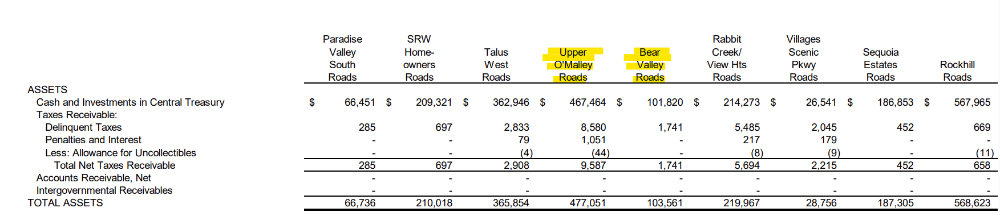 Paradise SRW Rabbit Villages
Valley Home- Talus Upper Bear Creek/ Scenic Sequoia
South owners West O'Malley Valley View Hts Pkwy Estates Rockhill
Roads Roads Roads Roads Roads Roads Roads Roads Roads
ASSETS
Cash and Investments in Central Treasury $ 66,451 $ 209,321 $ 362,946 $ 467,464 $ 101,820 $ 214,273 $ 26,541 $ 186,853 $ 567,965
Taxes Receivable:
Delinquent Taxes 285 697 2,833 8,580 1,741 5,485 2,045 452 669
Penalties and Interest - - 79 1,051 - 217 179 - -
Less: Allowance for Uncollectibles - - (4) (44) - (8) (9) - (11)
Total Net Taxes Receivable 285 697 2,908 9,587 1,741 5,694 2,215 452 658
Accounts Receivable, Net - - - - - - - - -
Intergovernmental Receivables - - - - - - - - -
TOTAL ASSETS 66,736 210,018 365,854 477,051 103,561 219,967 28,756 187,305 568,623